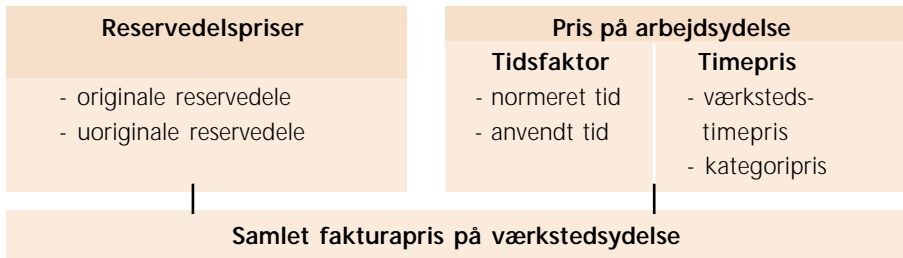 Reservedelspriser
- originale reservedele
- uoriginale reservedele
Pris på arbejdsydelse
Tidsfaktor
- normeret tid
- anvendt tid
Timepris
- værksteds-
timepris
- kategoripris
Samlet fakturapris på værkstedsydelse